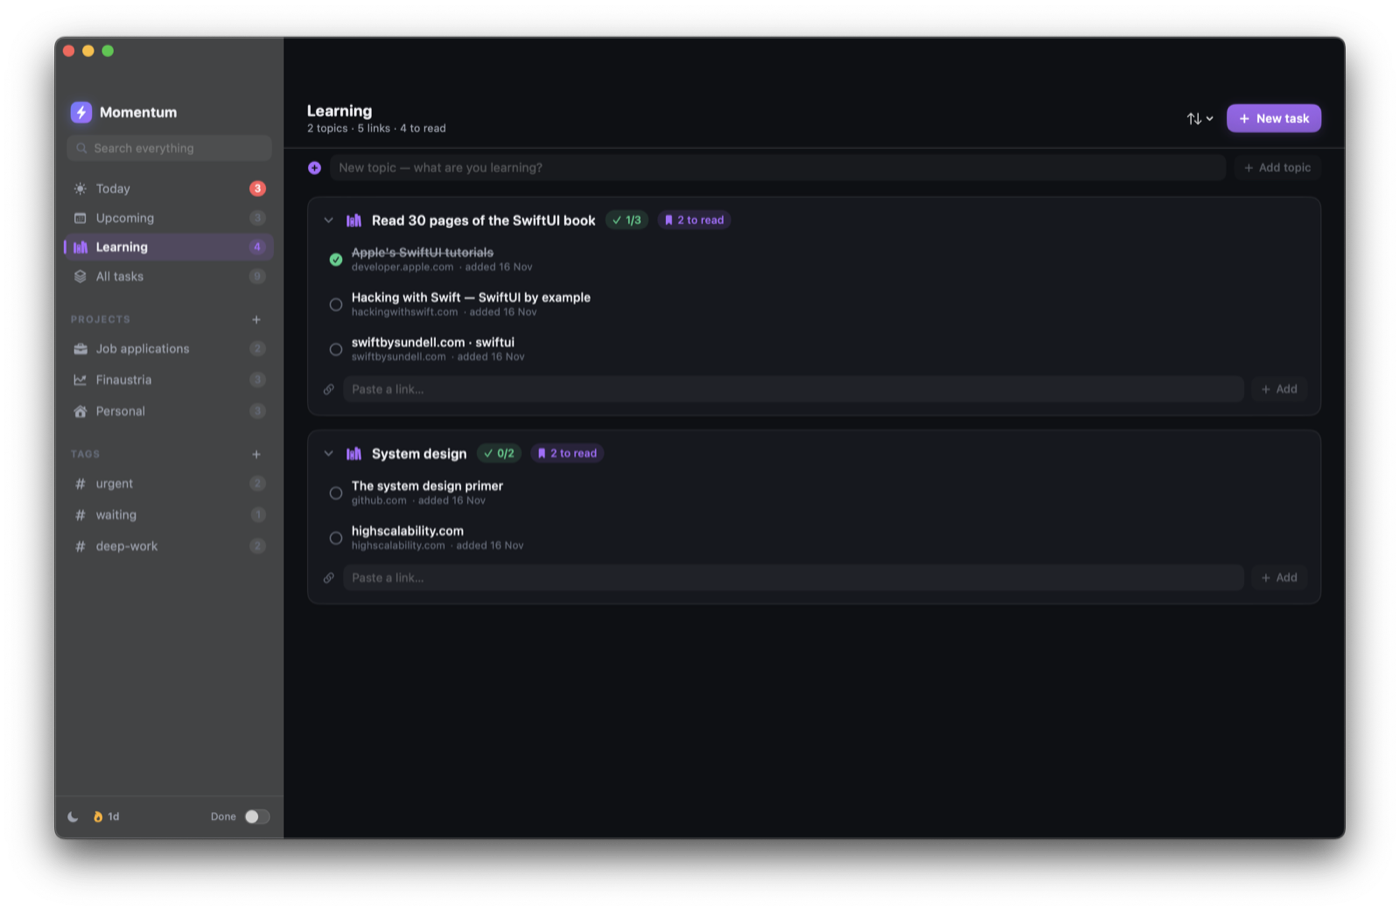 Momentum
Search everything
Today 3
Upcoming 3
Learning 4
All tasks 9
PROJECTS +
Job applications 2
Finaustria 3
Personal 3
TAGS +
# urgent 2
# waiting 1
# deep-work 2
1d Done
Learning
2 topics · 5 links · 4 to read
+ New task
New topic — what are you learning? + Add topic
Read 30 pages of the SwiftUI book ✓ 1/3 2 to read
Apple's SwiftUI tutorials
developer.apple.com · added 16 Nov
Hacking with Swift — SwiftUI by example
hackingwithswift.com · added 16 Nov
swiftbysundell.com · swiftui
swiftbysundell.com · added 16 Nov
Paste a link... + Add
System design ✓ 0/2 2 to read
The system design primer
github.com · added 16 Nov
highscalability.com
highscalability.com · added 16 Nov
Paste a link... + Add